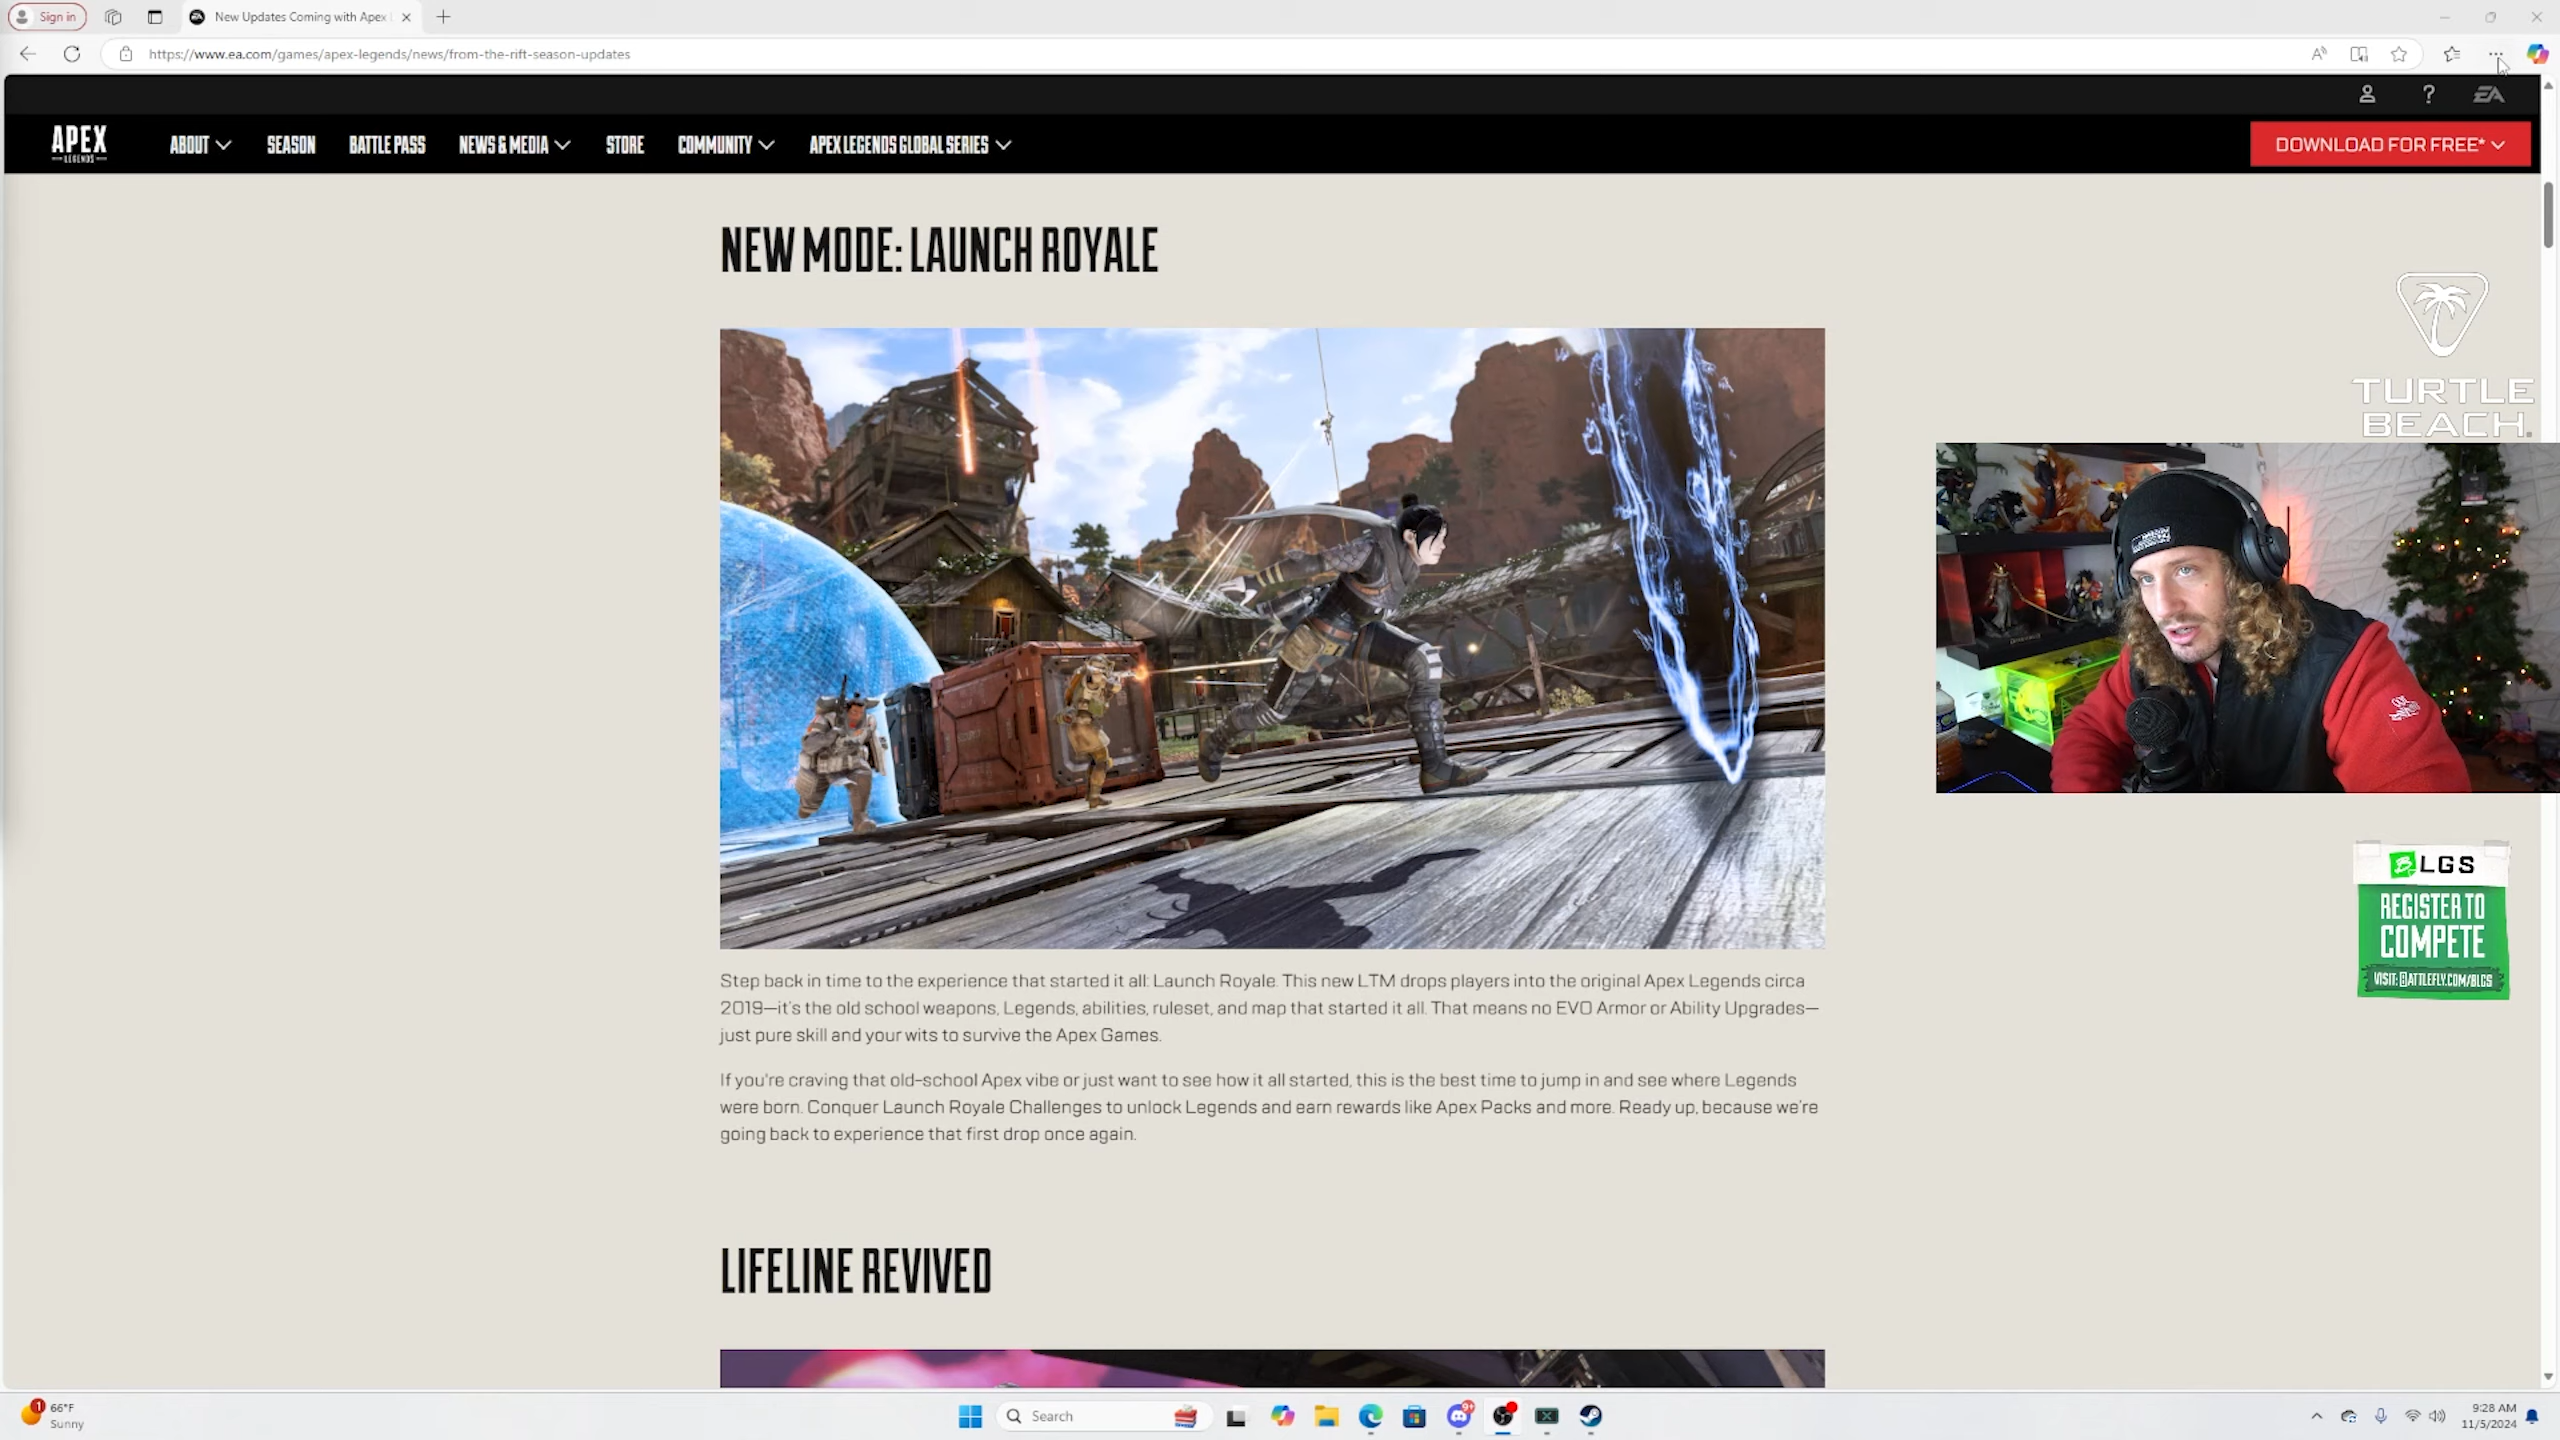 Sign in
New Updates Coming with Apex
https://www.ea.com/games/apex-legends/news/from-the-rift-season-updates
APEX
LEGENDS
ABOUT
SEASON
BATTLE PASS
NEWS & MEDIA
STORE
COMMUNITY
APEX LEGENDS GLOBAL SERIES
DOWNLOAD FOR FREE*
NEW MODE: LAUNCH ROYALE
TURTLE
BEACH
Step back in time to the experience that started it all: Launch Royale. This new LTM drops players into the original Apex Legends circa
2019—it's the old school weapons, Legends, abilities, ruleset, and map that started it all. That means no EVO Armor or Ability Upgrades—
just pure skill and your wits to survive the Apex Games.
If you're craving that old-school Apex vibe or just want to see how it all started, this is the best time to jump in and see where Legends
were born. Conquer Launch Royale Challenges to unlock Legends and earn rewards like Apex Packs and more. Ready up, because we're
going back to experience that first drop once again.
BLGS
REGISTER TO
COMPETE
VISIT: BATTLEFLY.COM/BLGS
LIFELINE REVIVED
1
66°F
Sunny
Search
9+
9:28 AM
11/5/2024